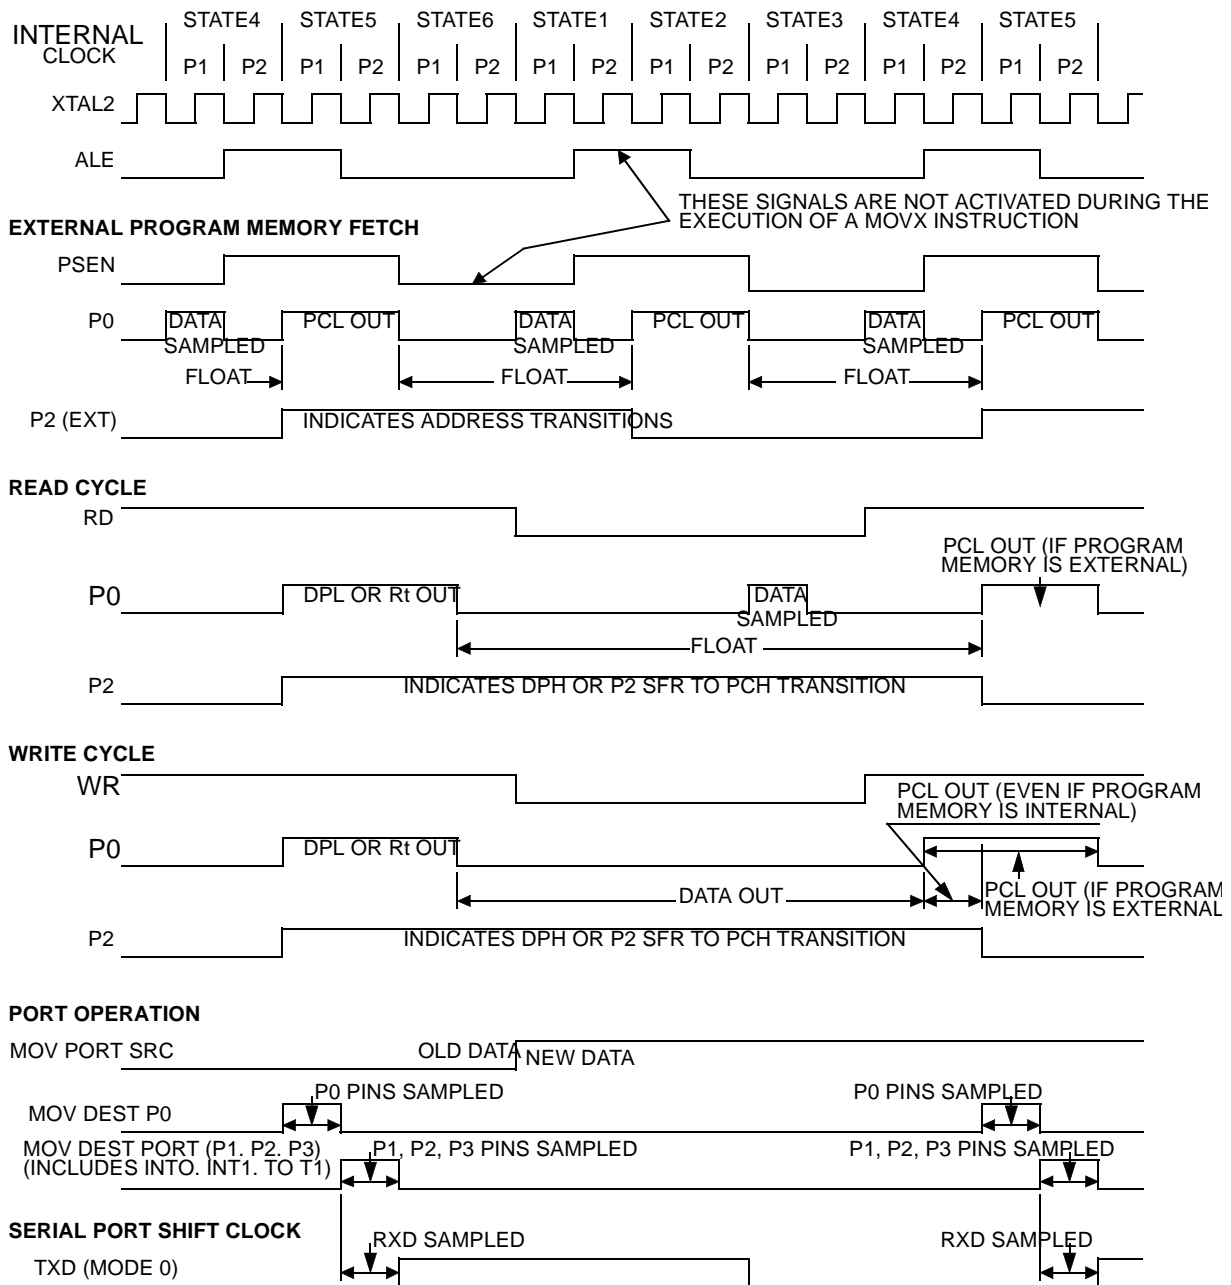 INTERNAL
CLOCK
STATE4 STATE5 STATE6 STATE1 STATE2 STATE3 STATE4 STATE5
P1 P2 P1 P2 P1 P2 P1 P2 P1 P2 P1 P2 P1 P2 P1 P2
XTAL2
ALE
THESE SIGNALS ARE NOT ACTIVATED DURING THE
EXECUTION OF A MOVX INSTRUCTION
EXTERNAL PROGRAM MEMORY FETCH
PSEN
P0 DATA PCL OUT DATA PCL OUT DATA PCL OUT
SAMPLED SAMPLED SAMPLED
FLOAT FLOAT FLOAT
P2 (EXT) INDICATES ADDRESS TRANSITIONS
READ CYCLE
RD
PCL OUT (IF PROGRAM
MEMORY IS EXTERNAL)
P0 DPL OR Rt OUT DATA
SAMPLED
FLOAT
P2 INDICATES DPH OR P2 SFR TO PCH TRANSITION
WRITE CYCLE
WR
PCL OUT (EVEN IF PROGRAM
MEMORY IS INTERNAL)
P0 DPL OR Rt OUT
DATA OUT
PCL OUT (IF PROGRAM
MEMORY IS EXTERNAL
P2 INDICATES DPH OR P2 SFR TO PCH TRANSITION
PORT OPERATION
MOV PORT SRC OLD DATA NEW DATA
P0 PINS SAMPLED P0 PINS SAMPLED
MOV DEST P0
MOV DEST PORT (P1. P2. P3) P1, P2, P3 PINS SAMPLED P1, P2, P3 PINS SAMPLED
(INCLUDES INTO. INT1. TO T1)
SERIAL PORT SHIFT CLOCK
RXD SAMPLED RXD SAMPLED
TXD (MODE 0)